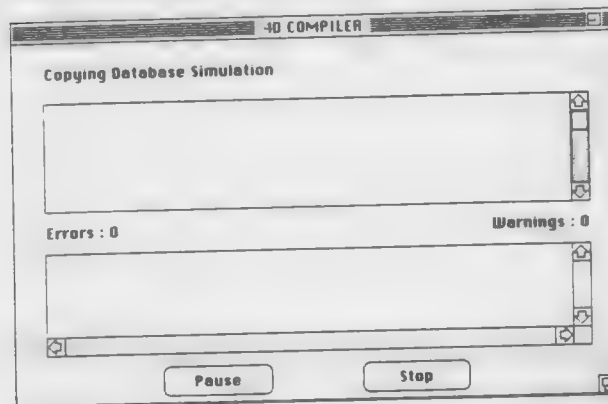 4D COMPILER
Copying Database Simulation
Errors : 0
Warnings : 0
Pause
Stop